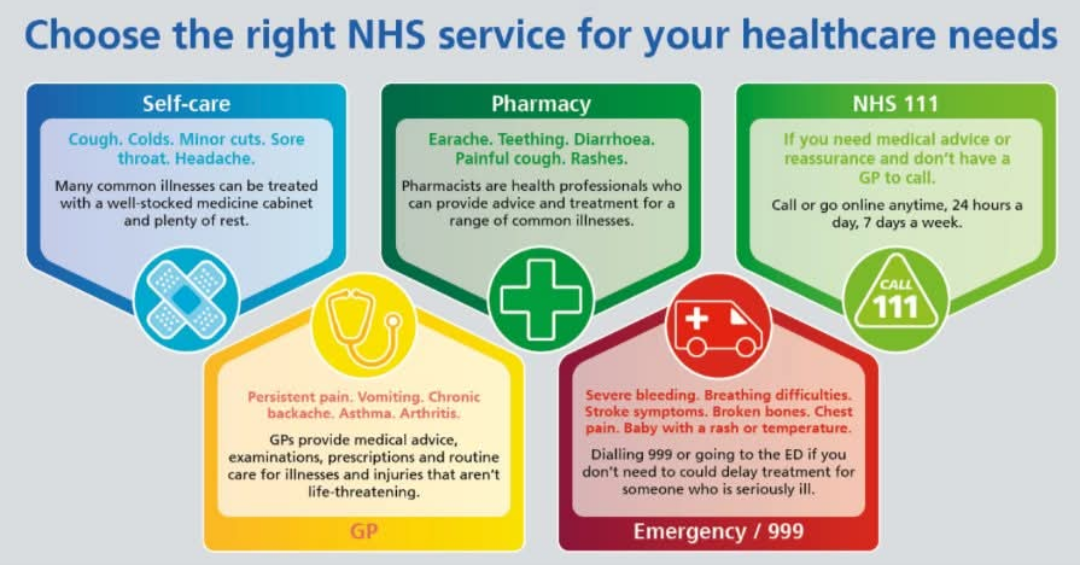 Choose the right NHS service for your healthcare needs
Self-care
Cough. Colds. Minor cuts. Sore
throat. Headache.
Many common illnesses can be treated
with a well-stocked medicine cabinet
and plenty of rest.
Pharmacy
Earache. Teething. Diarrhoea.
Painful cough. Rashes.
Pharmacists are health professionals who
can provide advice and treatment for a
range of common illnesses.
NHS 111
If you need medical advice or
reassurance and don't have a
GP to call.
Call or go online anytime, 24 hours a
day, 7 days a week.
CALL
111
Persistent pain. Vomiting. Chronic
backache. Asthma. Arthritis.
GPs provide medical advice,
examinations, prescriptions and routine
care for illnesses and injuries that aren't
life-threatening.
GP
Severe bleeding. Breathing difficulties.
Stroke symptoms. Broken bones. Chest
pain. Baby with a rash or temperature.
Dialling 999 or going to the ED if you
don't need to could delay treatment for
someone who is seriously ill.
Emergency / 999